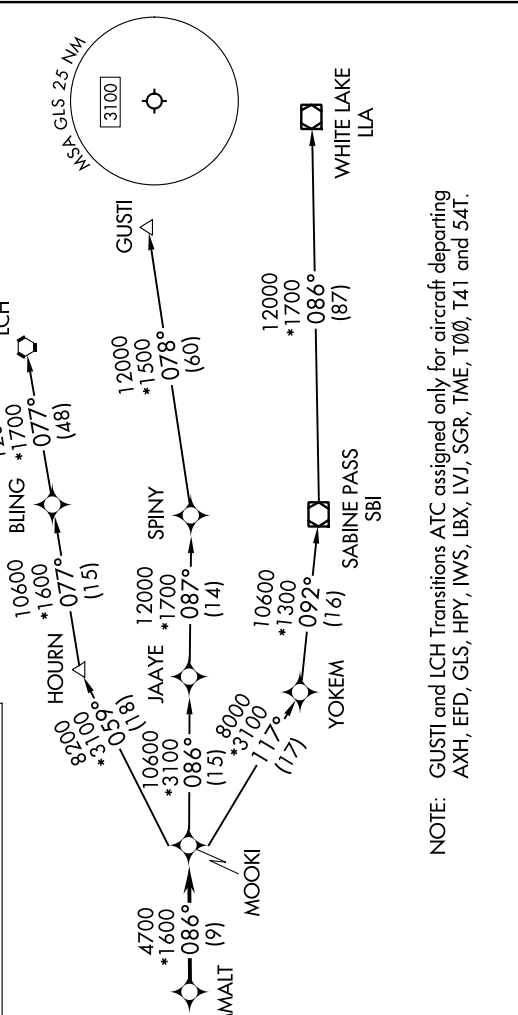 MSA GLS 25 NM
3100
LCH
*1700
077°
(48)
BLING
10600
*1600
077°
(15)
HOURN
8200
*3100
059°
(18)
GUSTI
12000
*1500
078°
(60)
SPINY
12000
*1700
087°
(14)
JAAYE
10600
*3100
086°
(15)
WHITE LAKE
LLA
12000
*1700
086°
(87)
SABINE PASS
SBI
10600
*1300
092°
(16)
YOKEM
8000
*3100
117°
(17)
MOOKI
4700
*1600
086°
(9)
MALT
NOTE: GUSTI and LCH Transitions ATC assigned only for aircraft departing
AXH, EFD, GLS, HPY, IWS, LBX, LVJ, SGR, TME, TØØ, T41 and 54T.